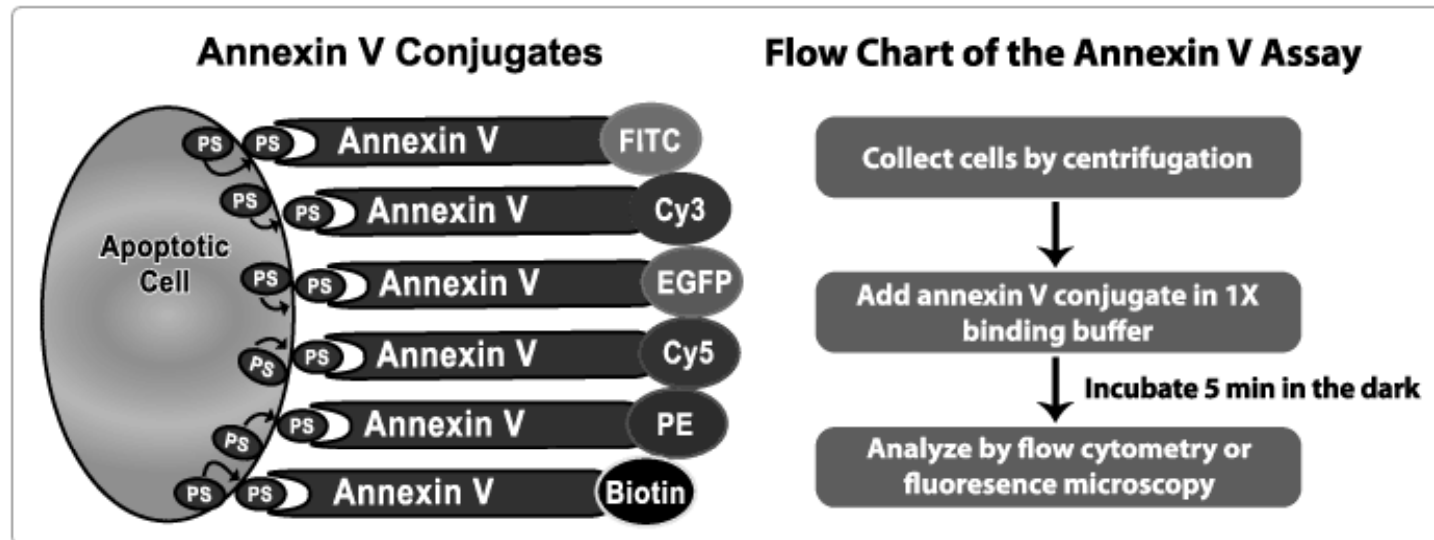 Annexin V Conjugates
PS PS Annexin V FITC
PS PS Annexin V Cy3
Apoptotic
Cell
PS PS Annexin V EGFP
PS PS Annexin V Cy5
PS PS Annexin V PE
PS PS Annexin V Biotin
Flow Chart of the Annexin V Assay
Collect cells by centrifugation
Add annexin V conjugate in 1X
binding buffer
Incubate 5 min in the dark
Analyze by flow cytometry or
fluoresence microscopy